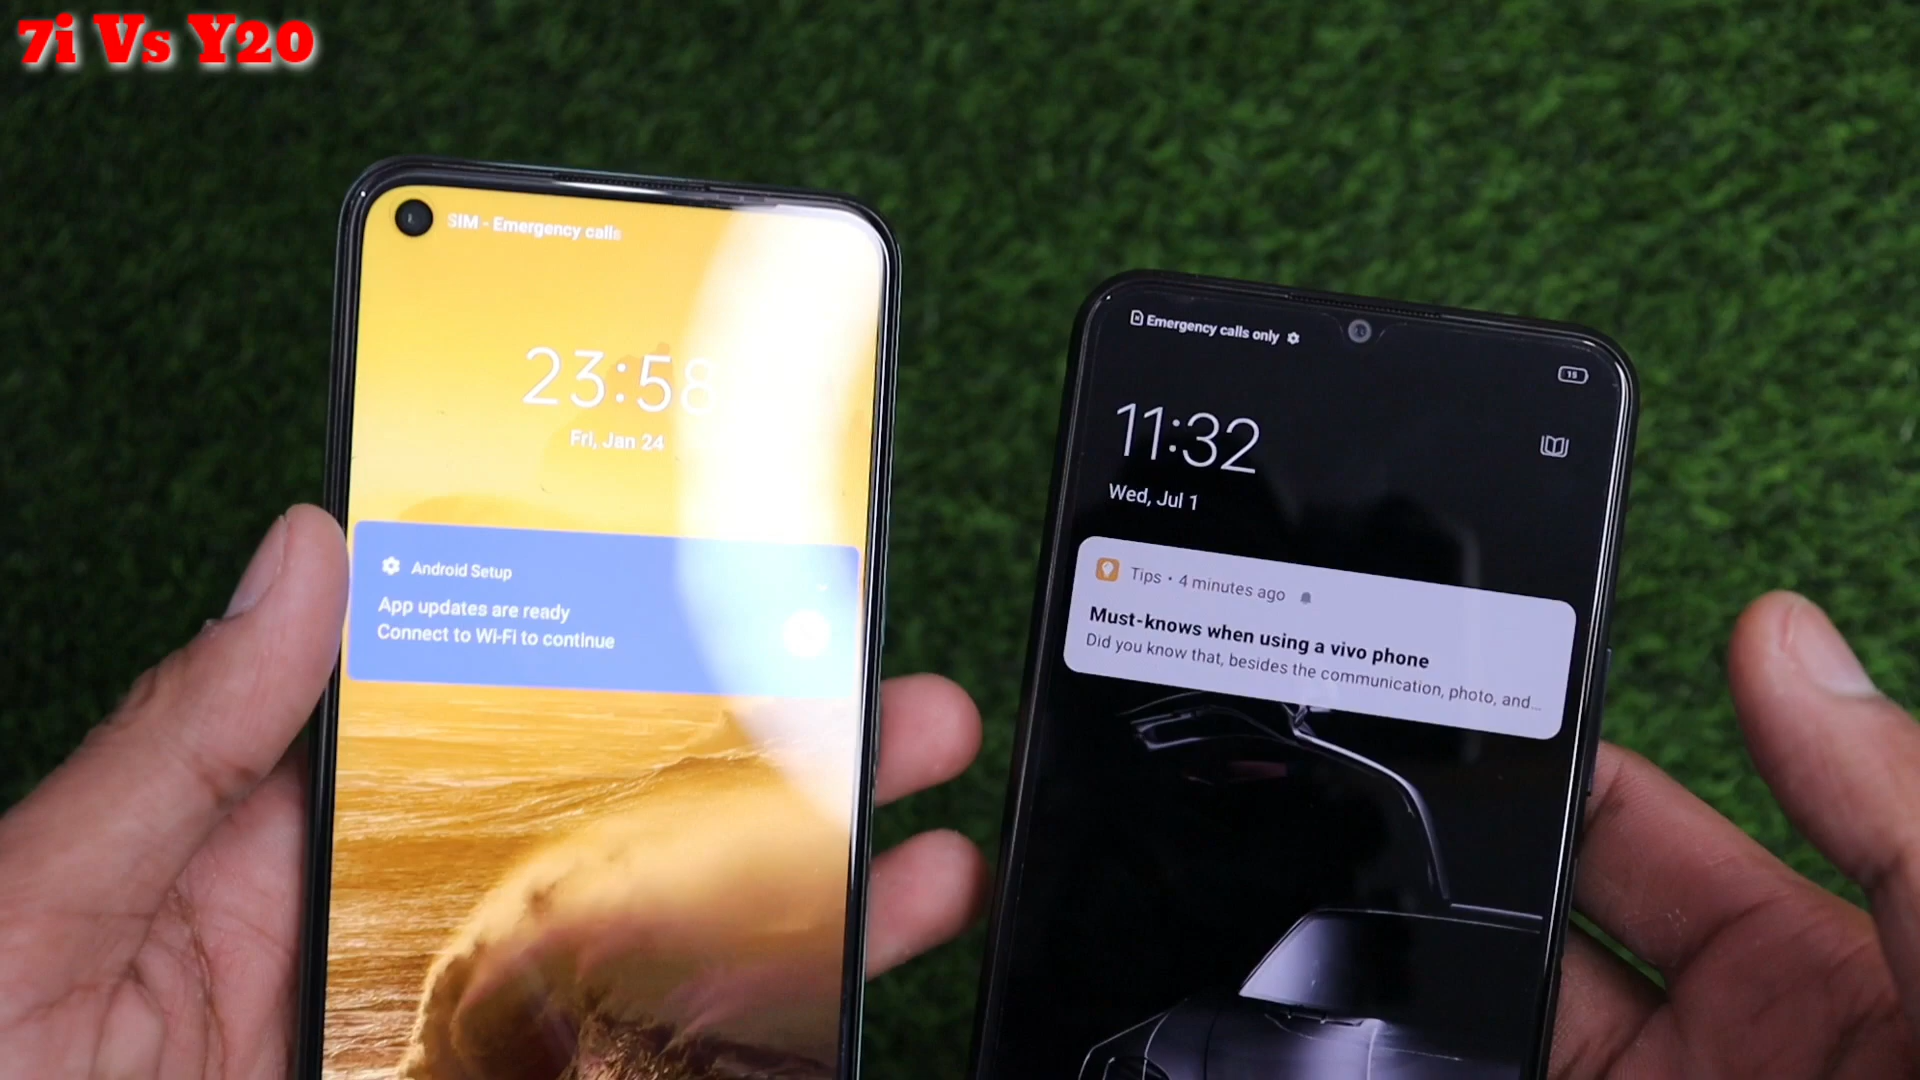 7i Vs Y20
SIM - Emergency calls
23:58
Fri, Jan 24
Android Setup
App updates are ready
Connect to Wi-Fi to continue
Emergency calls only
15
11:32
Wed, Jul 1
Tips • 4 minutes ago
Must-knows when using a vivo phone
Did you know that, besides the communication, photo, and...